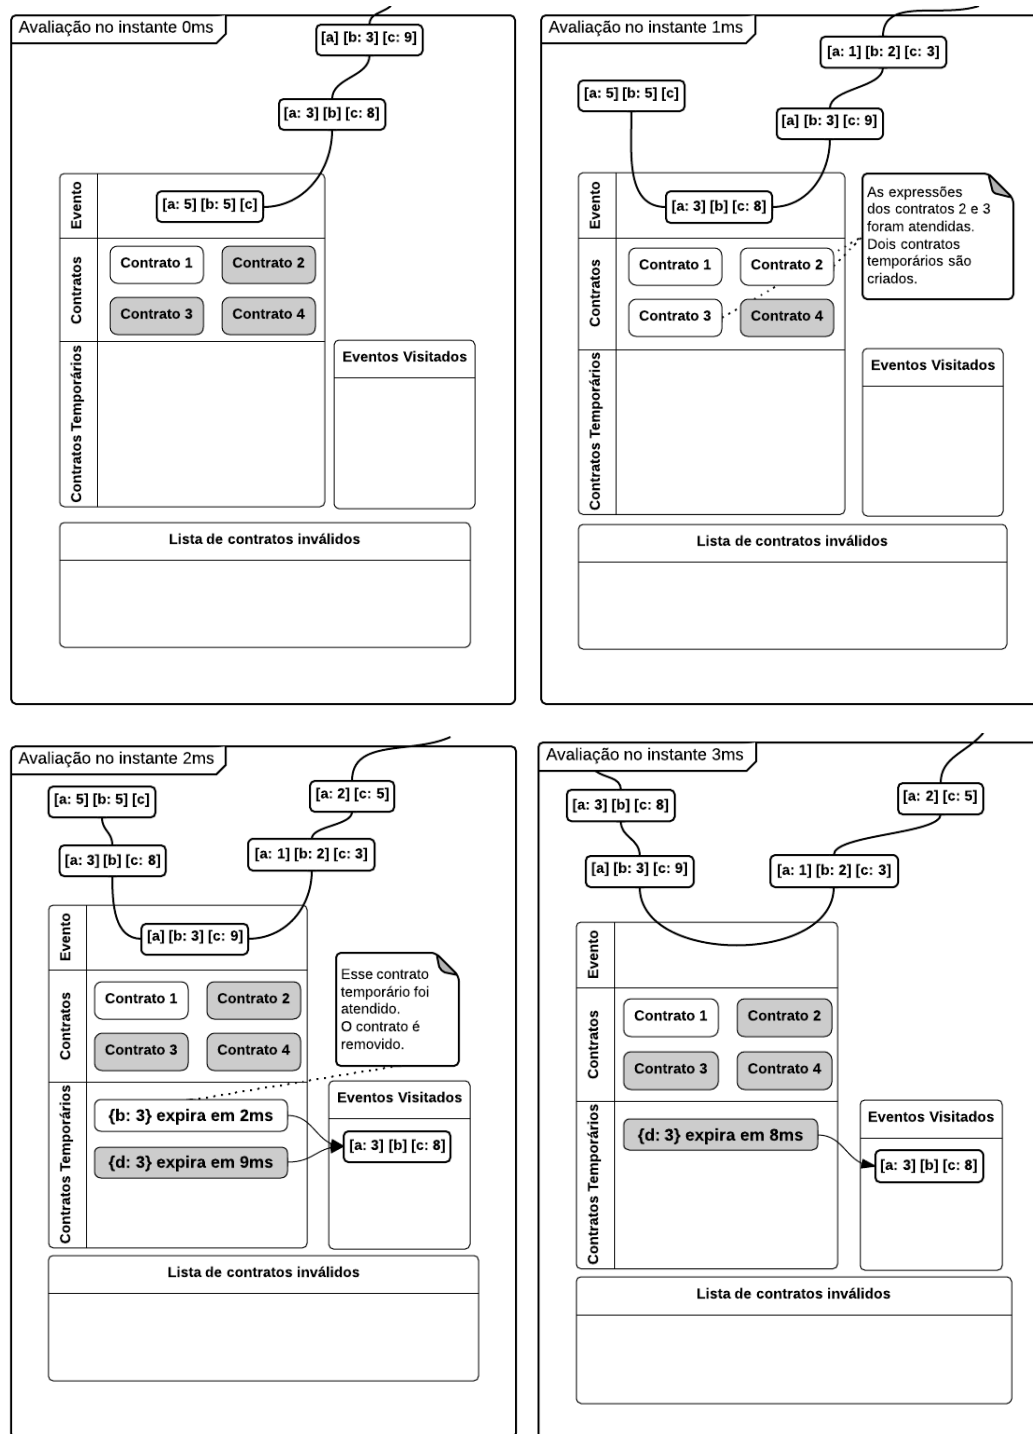 Avaliação no instante 0ms
[a] [b: 3] [c: 9]
[a: 3] [b] [c: 8]
Evento
[a: 5] [b: 5] [c]
Contratos
Contrato 1
Contrato 2
Contrato 3
Contrato 4
Contratos Temporários
Eventos Visitados
Lista de contratos inválidos
Avaliação no instante 1ms
[a: 1] [b: 2] [c: 3]
[a: 5] [b: 5] [c]
[a] [b: 3] [c: 9]
Evento
[a: 3] [b] [c: 8]
As expressões
dos contratos 2 e 3
foram atendidas.
Dois contratos
temporários são
criados.
Contratos
Contrato 1
Contrato 2
Contrato 3
Contrato 4
Contratos Temporários
Eventos Visitados
Lista de contratos inválidos
Avaliação no instante 2ms
[a: 5] [b: 5] [c]
[a: 2] [c: 5]
[a: 3] [b] [c: 8]
[a: 1] [b: 2] [c: 3]
Evento
[a] [b: 3] [c: 9]
Esse contrato
temporário foi
atendido.
O contrato é
removido.
Contratos
Contrato 1
Contrato 2
Contrato 3
Contrato 4
Contratos Temporários
{b: 3} expira em 2ms
{d: 3} expira em 9ms
Eventos Visitados
[a: 3] [b] [c: 8]
Lista de contratos inválidos
Avaliação no instante 3ms
[a: 3] [b] [c: 8]
[a: 2] [c: 5]
[a] [b: 3] [c: 9]
[a: 1] [b: 2] [c: 3]
Evento
Contratos
Contrato 1
Contrato 2
Contrato 3
Contrato 4
Contratos Temporários
{d: 3} expira em 8ms
Eventos Visitados
[a: 3] [b] [c: 8]
Lista de contratos inválidos